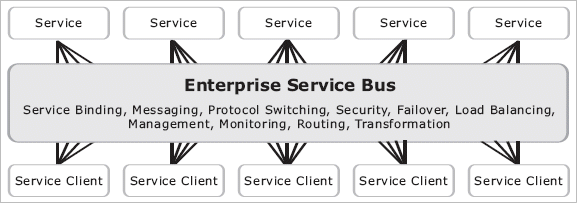 Service
Service
Service
Service
Service
Enterprise Service Bus
Service Binding, Messaging, Protocol Switching, Security, Failover, Load Balancing,
Management, Monitoring, Routing, Transformation
Service Client
Service Client
Service Client
Service Client
Service Client